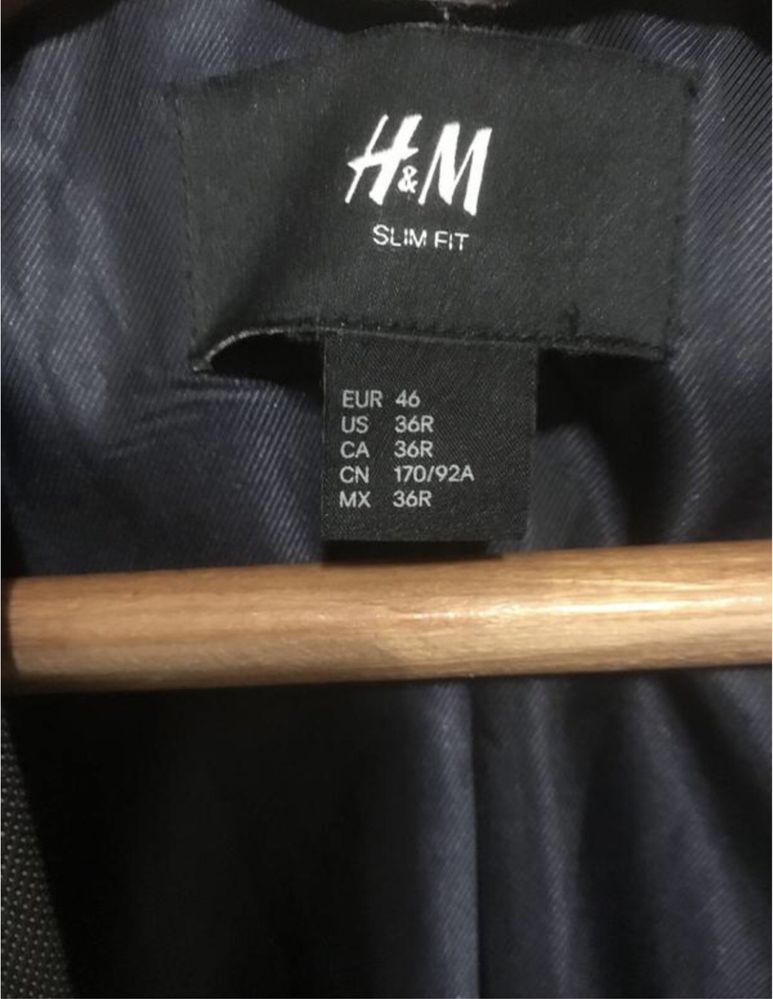 H&M
SLIM FIT
EUR 46
US 36R
CA 36R
CN 170/92A
MX 36R